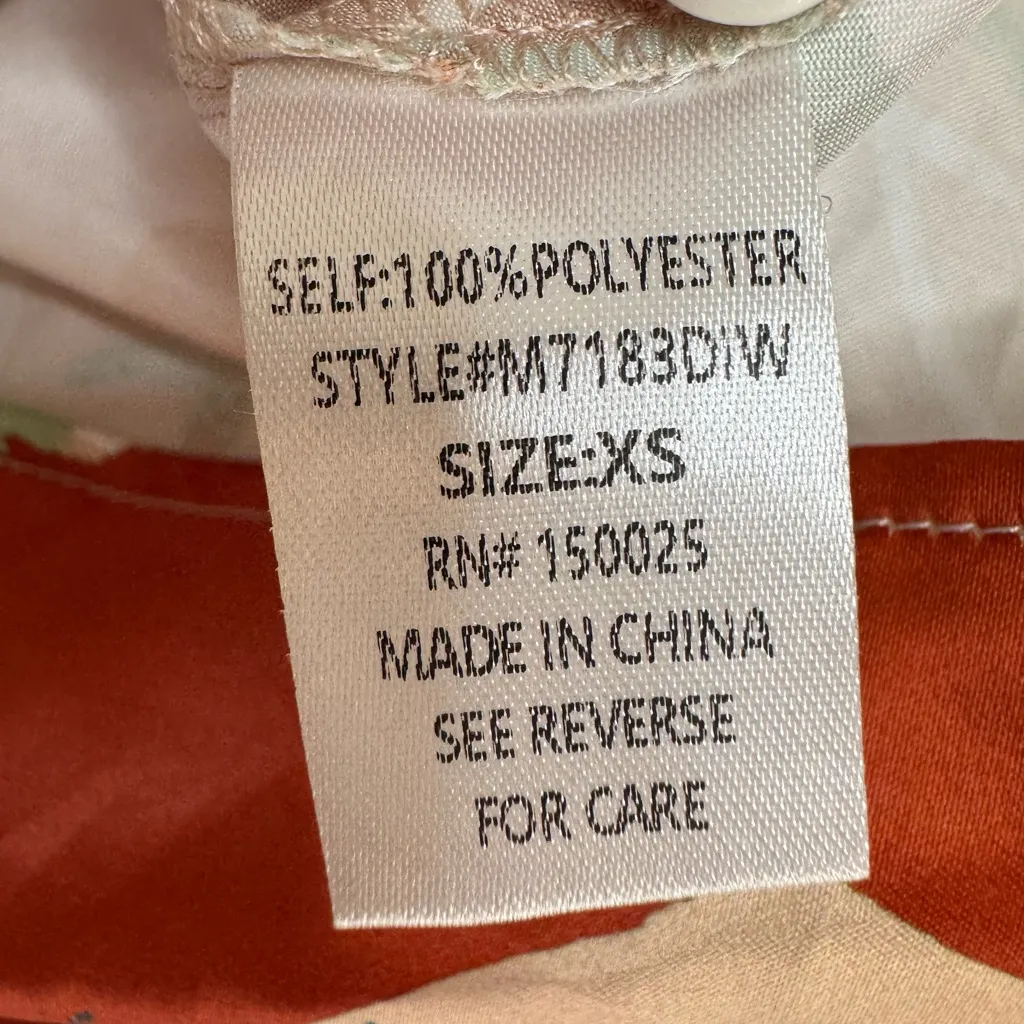 SELF:100%POLYESTER
STYLE#M7183DIW
SIZE:XS
RN# 150025
MADE IN CHINA
SEE REVERSE
FOR CARE